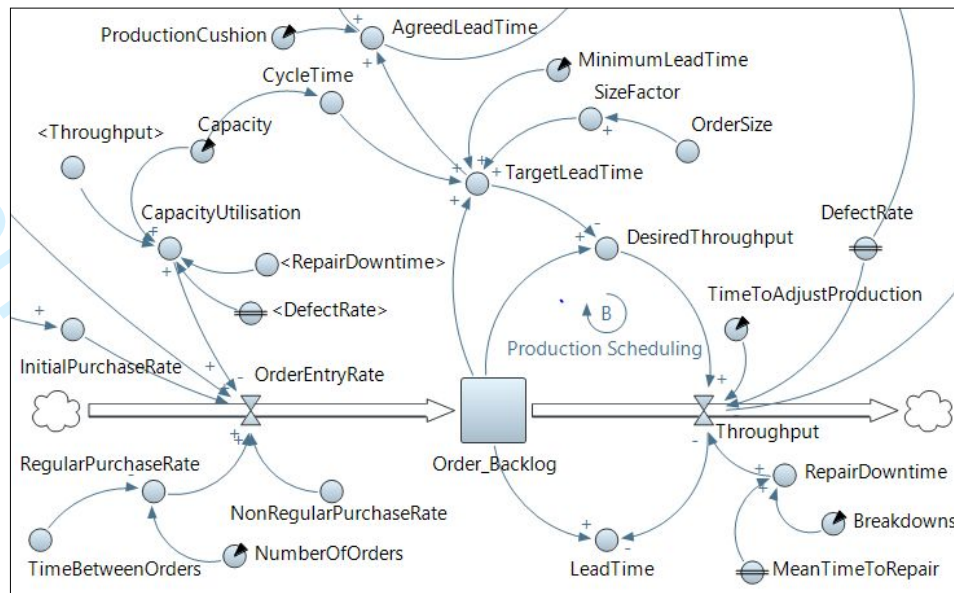 ProductionCushion
AgreedLeadTime
MinimumLeadTime
CycleTime
SizeFactor
<Throughput>
Capacity
OrderSize
TargetLeadTime
CapacityUtilisation
DesiredThroughput
DefectRate
<RepairDowntime>
<DefectRate>
TimeToAdjustProduction
B
Production Scheduling
InitialPurchaseRate
OrderEntryRate
Throughput
RegularPurchaseRate
Order_Backlog
RepairDowntime
NonRegularPurchaseRate
Breakdowns
TimeBetweenOrders
NumberOfOrders
LeadTime
MeanTimeToRepair